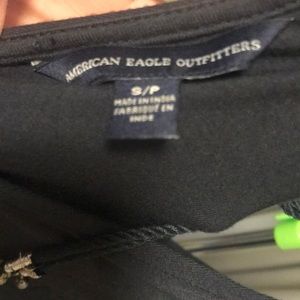 AMERICAN EAGLE OUTFITTERS
S/P
MADE IN INDIA
FABRIQUÉ EN
INDE